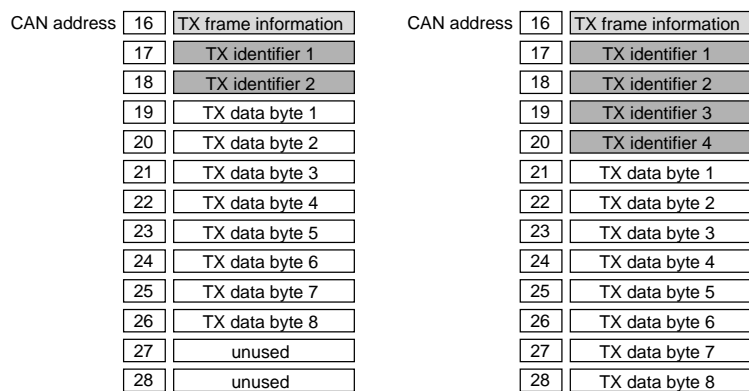 CAN address 16 TX frame information
17 TX identifier 1
18 TX identifier 2
19 TX data byte 1
20 TX data byte 2
21 TX data byte 3
22 TX data byte 4
23 TX data byte 5
24 TX data byte 6
25 TX data byte 7
26 TX data byte 8
27 unused
28 unused
CAN address 16 TX frame information
17 TX identifier 1
18 TX identifier 2
19 TX identifier 3
20 TX identifier 4
21 TX data byte 1
22 TX data byte 2
23 TX data byte 3
24 TX data byte 4
25 TX data byte 5
26 TX data byte 6
27 TX data byte 7
28 TX data byte 8